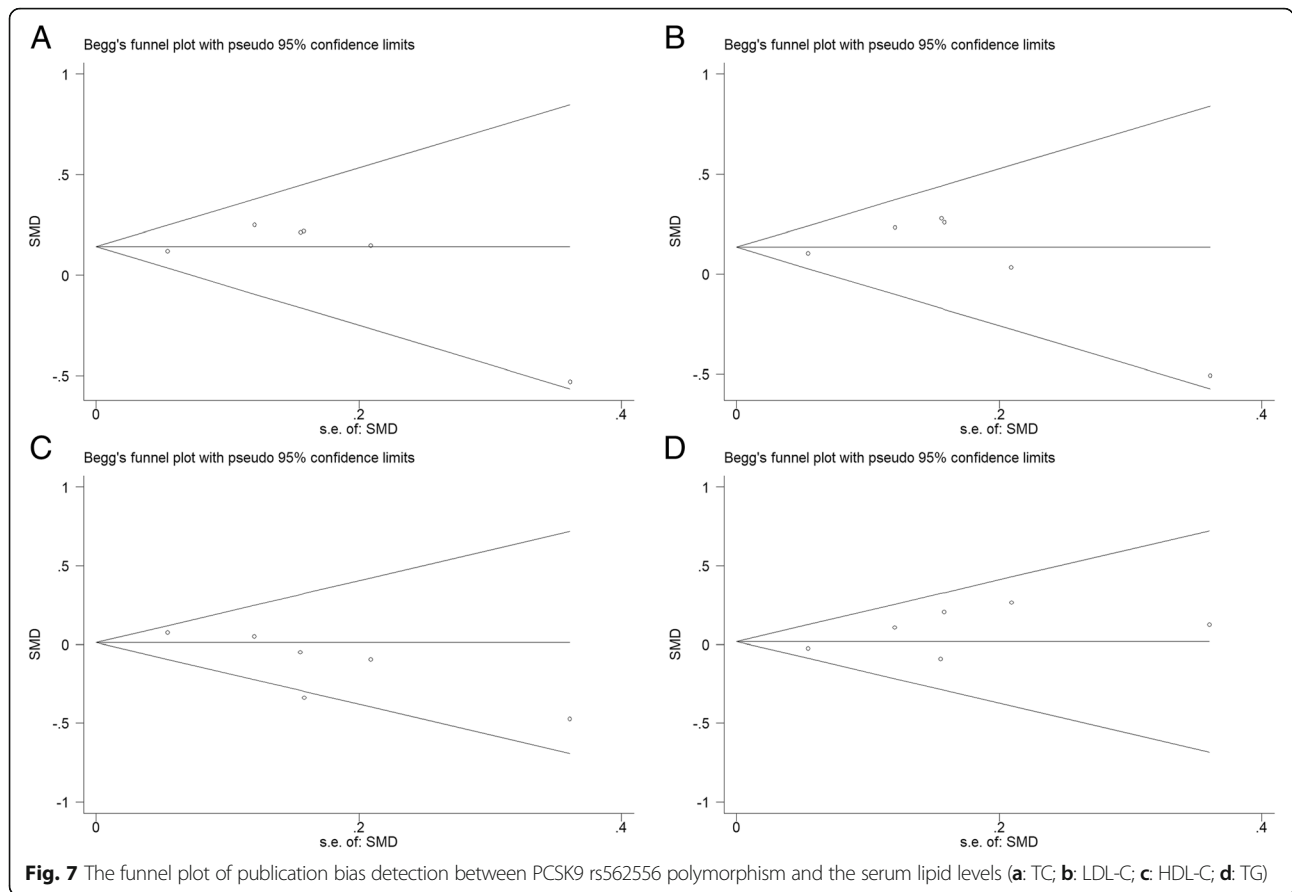 A
Begg's funnel plot with pseudo 95% confidence limits
1
.5
0
-.5
SMD
0
.2
.4
s.e. of: SMD
B
Begg's funnel plot with pseudo 95% confidence limits
1
.5
0
-.5
SMD
0
.2
.4
s.e. of: SMD
C
Begg's funnel plot with pseudo 95% confidence limits
1
.5
0
-.5
-1
SMD
0
.2
.4
s.e. of: SMD
D
Begg's funnel plot with pseudo 95% confidence limits
1
.5
0
-.5
-1
SMD
0
.2
.4
s.e. of: SMD
Fig. 7 The funnel plot of publication bias detection between PCSK9 rs562556 polymorphism and the serum lipid levels (a: TC; b: LDL-C; c: HDL-C; d: TG)